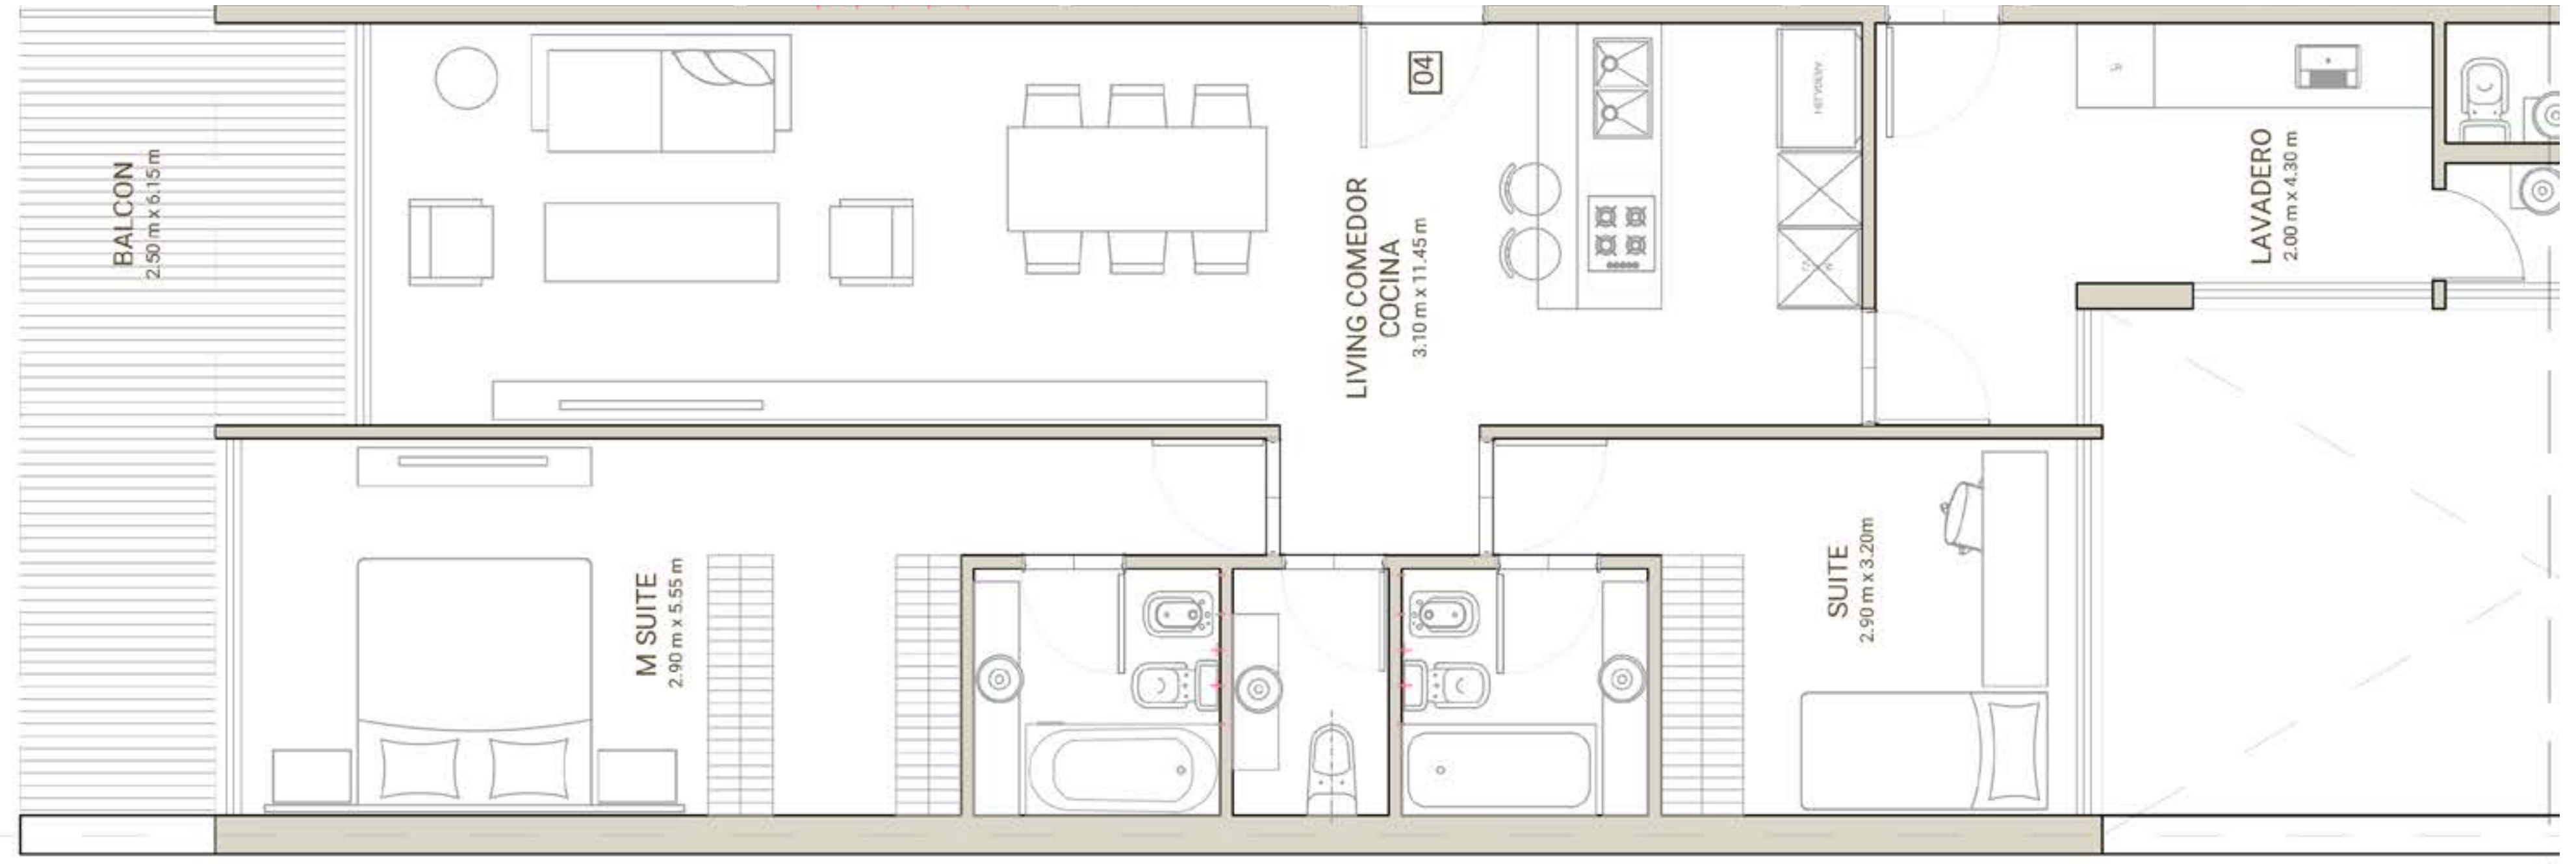 BALCON
2.50 m x 6.15 m
04
LIVING COMEDOR
COCINA
3.10 m x 11.45 m
LAVADERO
2.00 m x 4.30 m
M SUITE
2.90 m x 5.55 m
SUITE
2.90 m x 3.20m